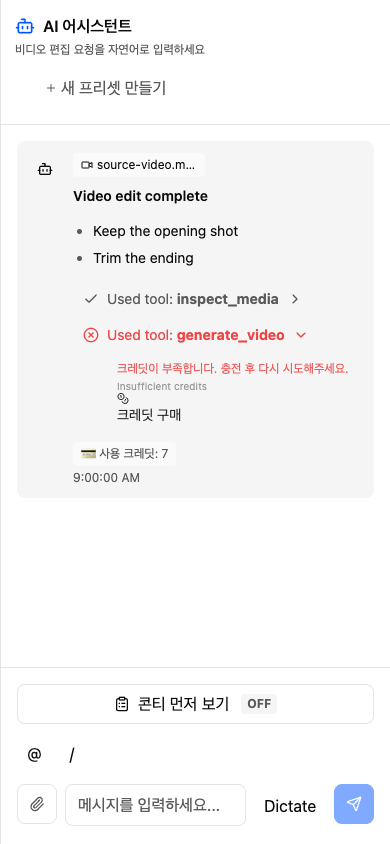 AI 어시스턴트
비디오 편집 요청을 자연어로 입력하세요
+ 새 프리셋 만들기
source-video.m...
Video edit complete
• Keep the opening shot
• Trim the ending
Used tool: inspect_media
Used tool: generate_video
크레딧이 부족합니다. 충전 후 다시 시도해주세요.
Insufficient credits
크레딧 구매
💳 사용 크레딧: 7
9:00:00 AM
콘티 먼저 보기 OFF
@ /
메시지를 입력하세요... Dictate